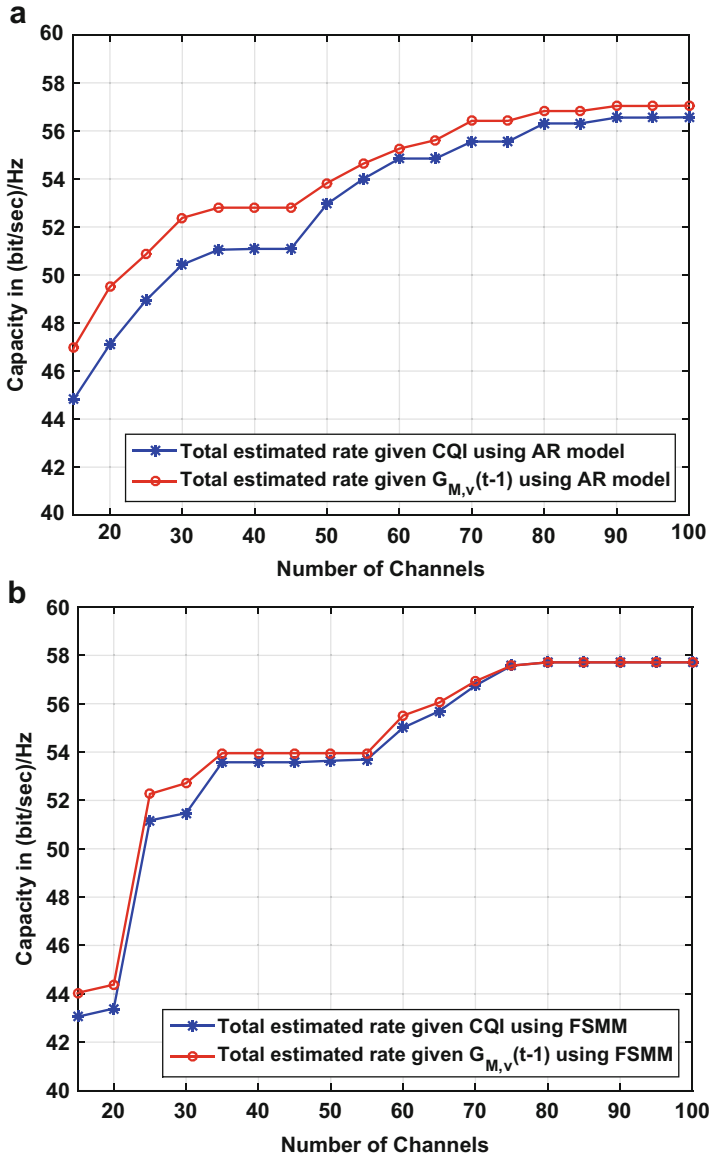 a
60
58
56
54
52
50
48
46
44
42
40
Capacity in (bit/sec)/Hz
Total estimated rate given CQI using AR model
Total estimated rate given G_M,v(t-1) using AR model
20 30 40 50 60 70 80 90 100
Number of Channels
b
60
58
56
54
52
50
48
46
44
42
40
Capacity in (bit/sec)/Hz
Total estimated rate given CQI using FSMM
Total estimated rate given G_M,v(t-1) using FSMM
20 30 40 50 60 70 80 90 100
Number of Channels